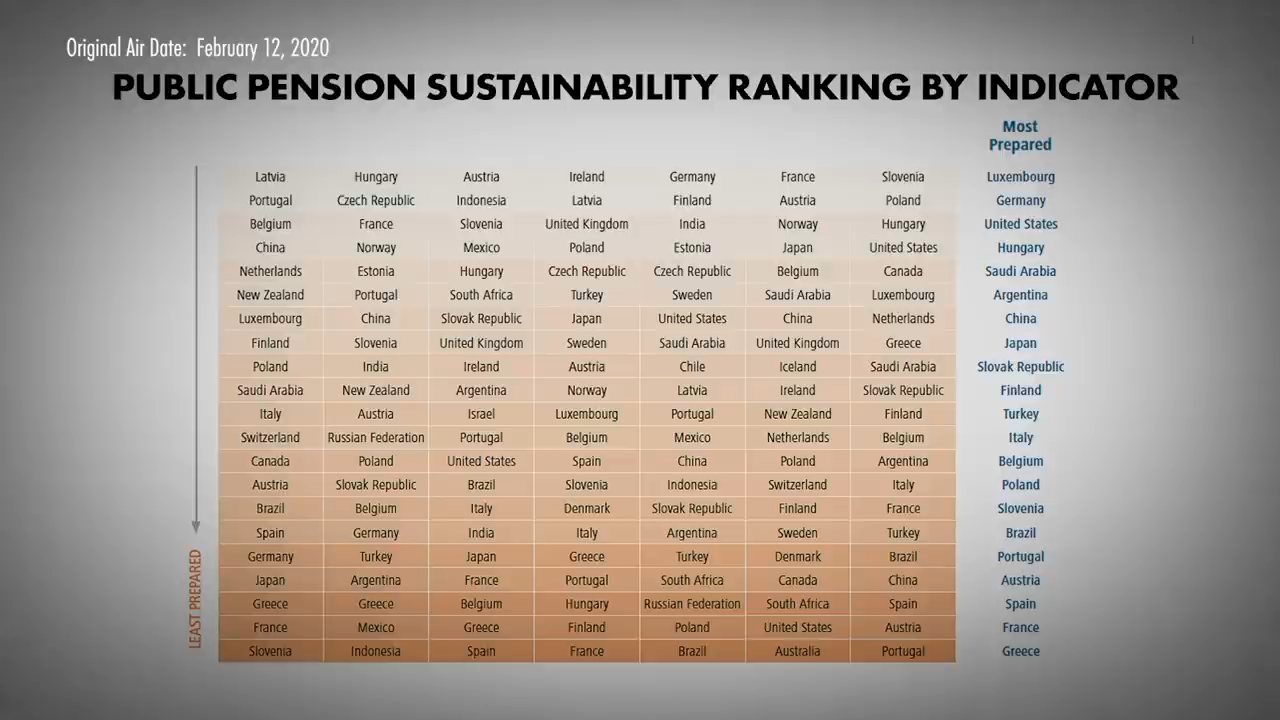 Original Air Date: February 12, 2020
PUBLIC PENSION SUSTAINABILITY RANKING BY INDICATOR
Most
Prepared
Latvia Hungary Austria Ireland Germany France Slovenia Luxembourg
Portugal Czech Republic Indonesia Latvia Finland Austria Poland Germany
Belgium France Slovenia United Kingdom India Norway Hungary United States
China Norway Mexico Poland Estonia Japan United States Hungary
Netherlands Estonia Hungary Czech Republic Czech Republic Belgium Canada Saudi Arabia
New Zealand Portugal South Africa Turkey Sweden Saudi Arabia Luxembourg Argentina
Luxembourg China Slovak Republic Japan United States China Netherlands China
Finland Slovenia United Kingdom Sweden Saudi Arabia United Kingdom Greece Japan
Poland India Ireland Austria Chile Iceland Saudi Arabia Slovak Republic
Saudi Arabia New Zealand Argentina Norway Latvia Ireland Slovak Republic Finland
Italy Austria Israel Luxembourg Portugal New Zealand Finland Turkey
Switzerland Russian Federation Portugal Belgium Mexico Netherlands Belgium Italy
Canada Poland United States Spain China Poland Argentina Belgium
Austria Slovak Republic Brazil Slovenia Indonesia Switzerland Italy Poland
Brazil Belgium Italy Denmark Slovak Republic Finland France Slovenia
Spain Germany India Italy Argentina Sweden Turkey Brazil
Germany Turkey Japan Greece Turkey Denmark Brazil Portugal
Japan Argentina France Portugal South Africa Canada China Austria
Greece Greece Belgium Hungary Russian Federation South Africa Spain Spain
France Mexico Greece Finland Poland United States Austria France
Slovenia Indonesia Spain France Brazil Australia Portugal Greece
LEAST PREPARED